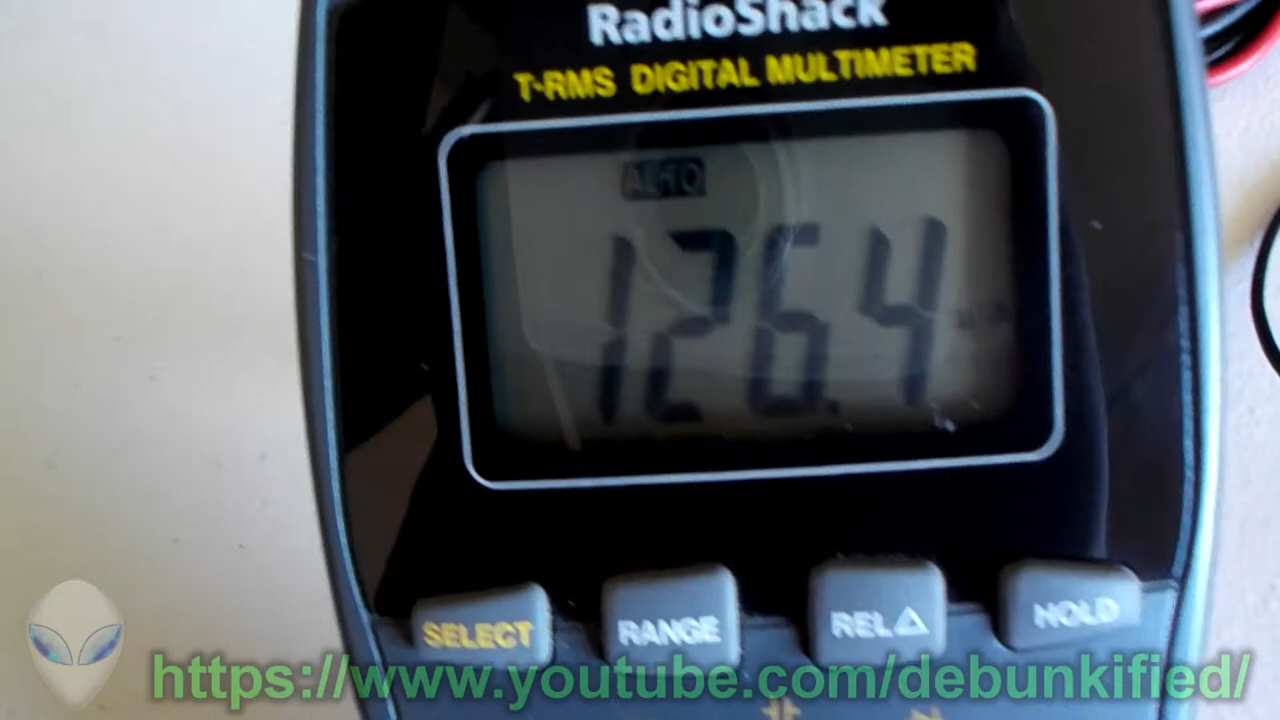 RadioShack
T-RMS DIGITAL MULTIMETER
AUTO
126.4
SELECT RANGE REL△ HOLD
https://www.youtube.com/debunkified/